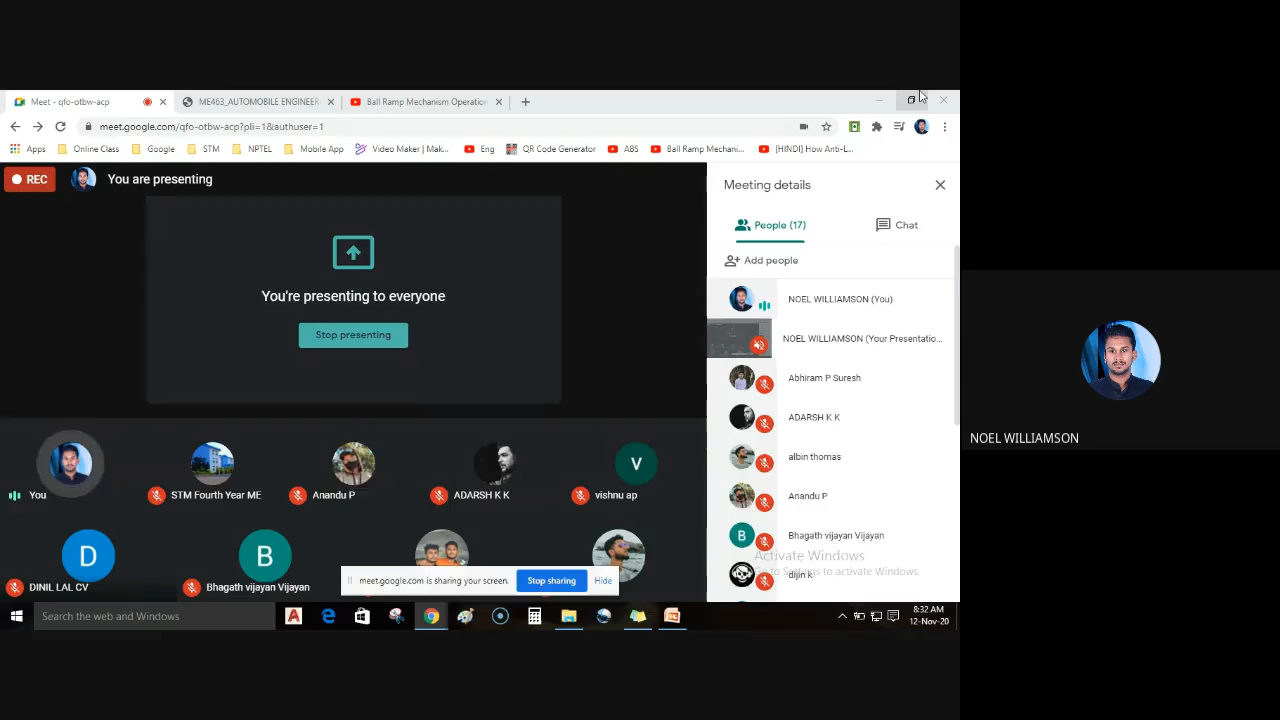 Meet - qfo-otbw-acp
ME463_AUTOMOBILE ENGINEER
Ball Ramp Mechanism Operation
meet.google.com/qfo-otbw-acp?pli=1&authuser=1
Apps Online Class Google STM NPTEL Mobile App Video Maker | Mak... Eng QR Code Generator ABS Ball Ramp Mechani... [HINDI] How Anti-L...
REC You are presenting
Meeting details
People (17) Chat
Add people
You're presenting to everyone
Stop presenting
NOEL WILLIAMSON (You)
NOEL WILLIAMSON (Your Presentatio...
Abhiram P Suresh
ADARSH K K
albin thomas
Anandu P
B Bhagath vijayan Vijayan
dijin k
V
You STM Fourth Year ME Anandu P ADARSH K K vishnu ap
D B
DINIL LAL CV Bhagath vijayan Vijayan
meet.google.com is sharing your screen. Stop sharing Hide
Activate Windows
Go to Settings to activate Windows.
Search the web and Windows
8:32 AM
12-Nov-20
NOEL WILLIAMSON